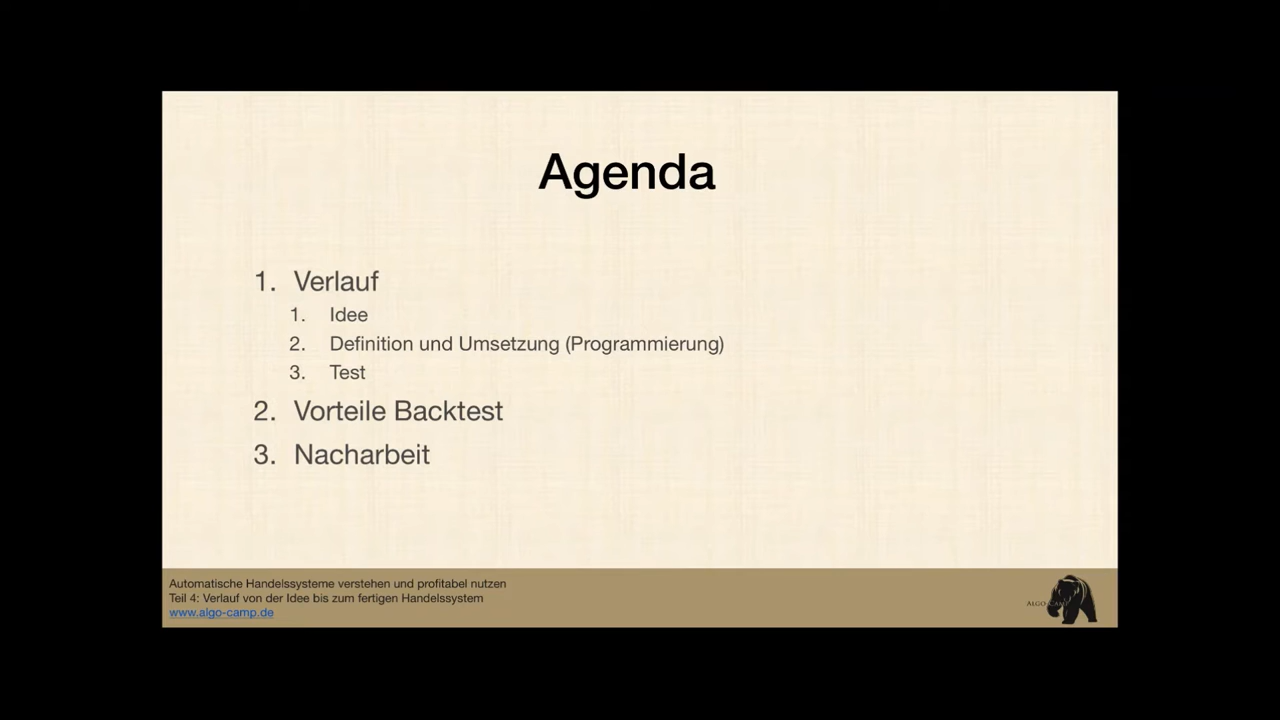 Agenda
1. Verlauf
1. Idee
2. Definition und Umsetzung (Programmierung)
3. Test
2. Vorteile Backtest
3. Nacharbeit
Automatische Handelssysteme verstehen und profitabel nutzen
Teil 4: Verlauf von der Idee bis zum fertigen Handelssystem
www.algo-camp.de